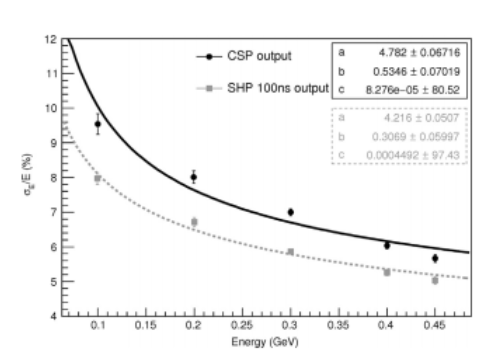 12
11
10
9
8
7
6
5
4
σE/E (%)
CSP output
SHP 100ns output
a 4.782 ± 0.06716
b 0.5346 ± 0.07019
c 8.276e−05 ± 80.52
a 4.216 ± 0.0507
b 0.3069 ± 0.05997
c 0.0004492 ± 97.43
0.1 0.15 0.2 0.25 0.3 0.35 0.4 0.45
Energy (GeV)